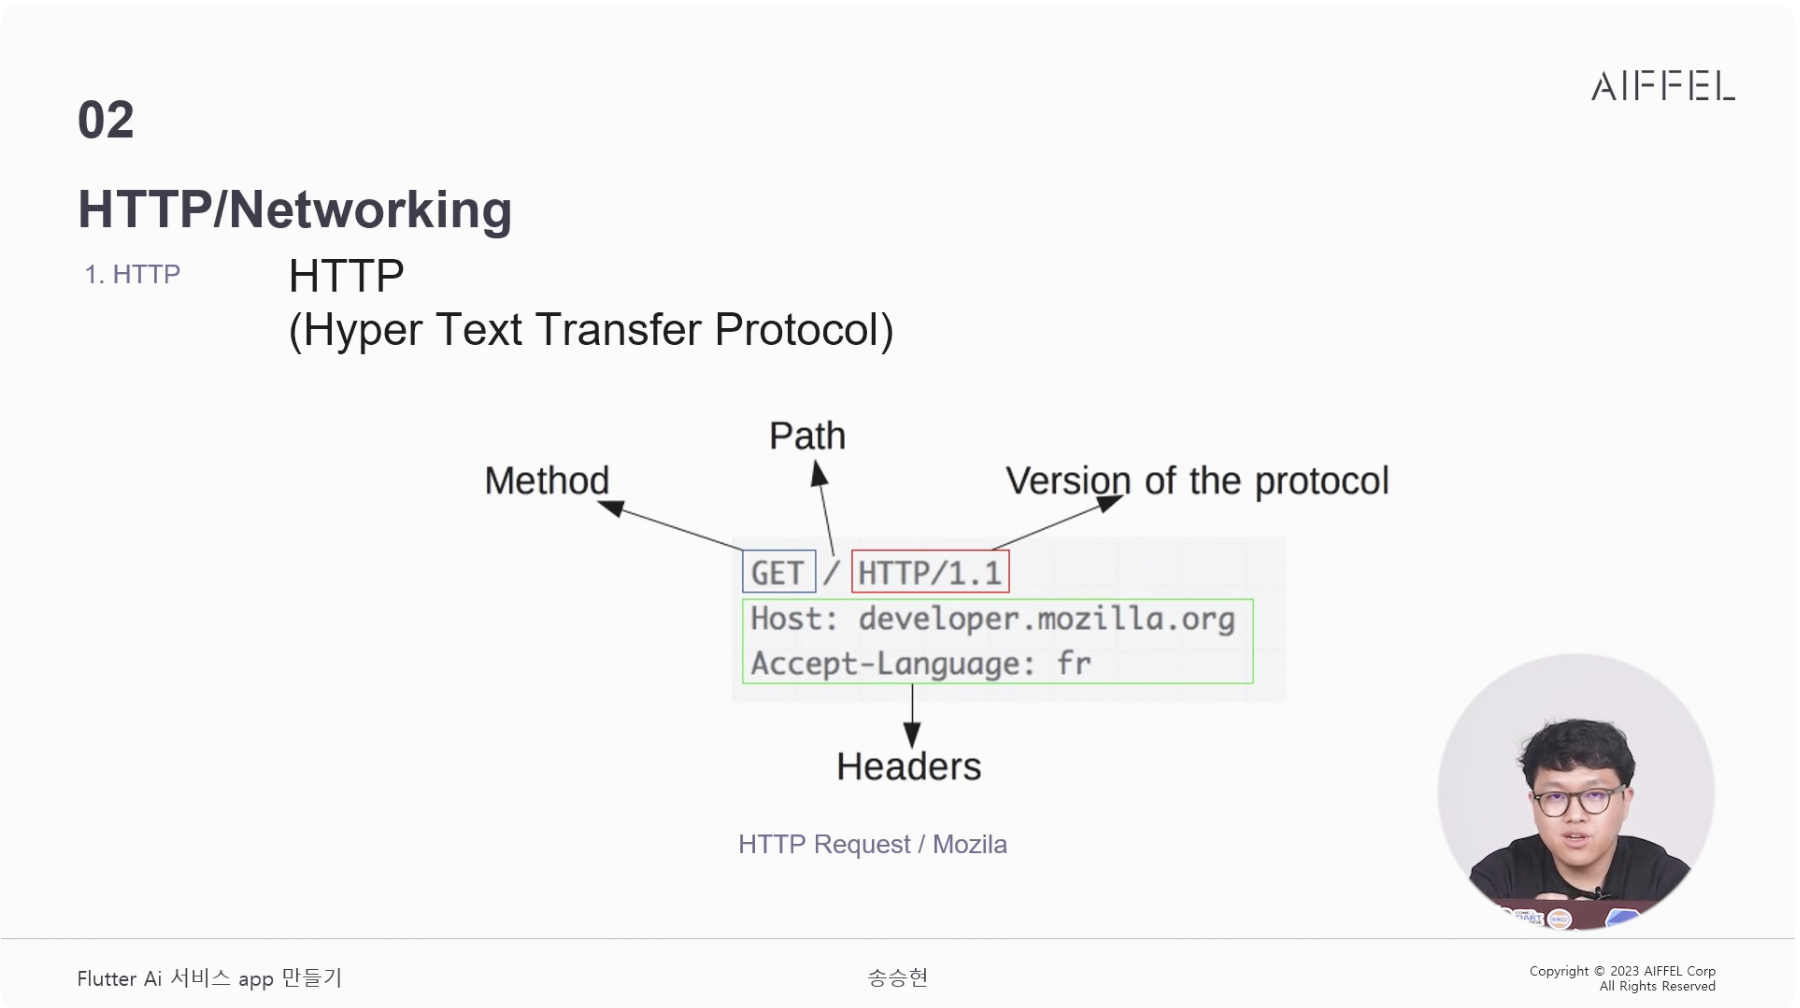 AIFFEL
02
HTTP/Networking
1. HTTP
HTTP
(Hyper Text Transfer Protocol)
Path
Method
Version of the protocol
GET / HTTP/1.1
Host: developer.mozilla.org
Accept-Language: fr
Headers
HTTP Request / Mozila
Flutter Ai 서비스 app 만들기
송승현
Copyright © 2023 AIFFEL Corp
All Rights Reserved